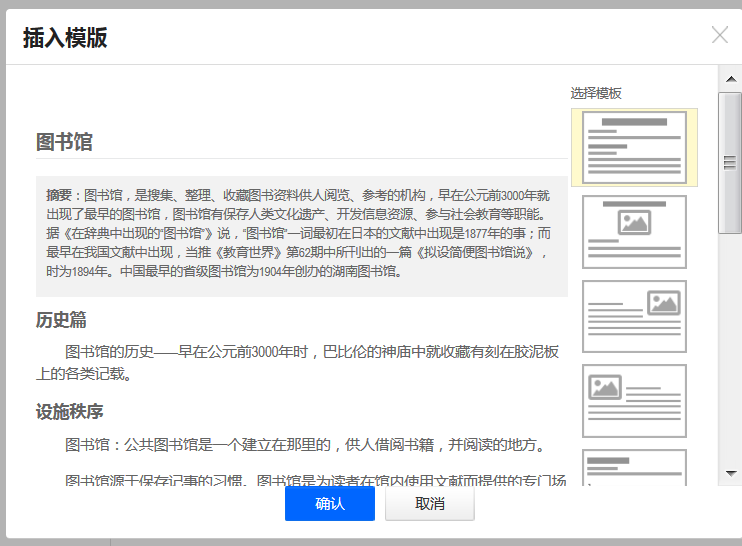 插入模版
选择模板
图书馆
摘要：图书馆，是搜集、整理、收藏图书资料供人阅览、参考的机构，早在公元前3000年就
出现了最早的图书馆，图书馆有保存人类文化遗产、开发信息资源、参与社会教育等职能。
据《在辞典中出现的“图书馆”》说，“图书馆”一词最初在日本的文献中出现是1877年的事；而
最早在我国文献中出现，当推《教育世界》第62期中所刊出的一篇《拟设简便图书馆说》，
时为1894年。中国最早的省级图书馆为1904年创办的湖南图书馆。
历史篇
图书馆的历史——早在公元前3000年时，巴比伦的神庙中就收藏有刻在胶泥板
上的各类记载。
设施秩序
图书馆：公共图书馆是一个建立在那里的，供人借阅书籍，并阅读的地方。
图书馆源于保存记事的习惯。图书馆是为读者在馆内使用文献而提供的专门场
确认
取消